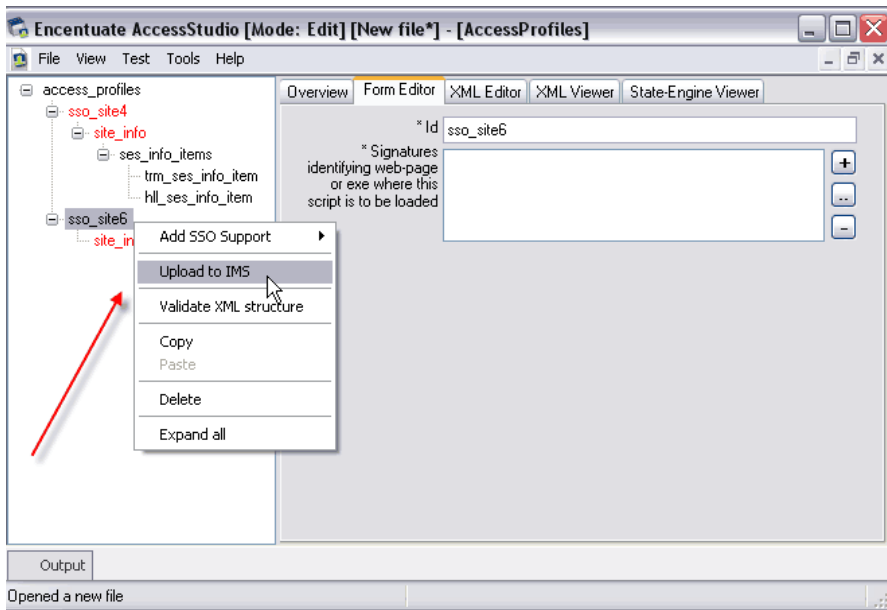 Encentuate AccessStudio [Mode: Edit] [New file*] - [AccessProfiles]
File View Test Tools Help
access_profiles
sso_site4
site_info
ses_info_items
trm_ses_info_item
hll_ses_info_item
sso_site6
site_in
Add SSO Support
Upload to IMS
Validate XML structure
Copy
Paste
Delete
Expand all
Overview Form Editor XML Editor XML Viewer State-Engine Viewer
* Id sso_site6
* Signatures
identifying web-page
or exe where this
script is to be loaded
+
..
-
Output
Opened a new file